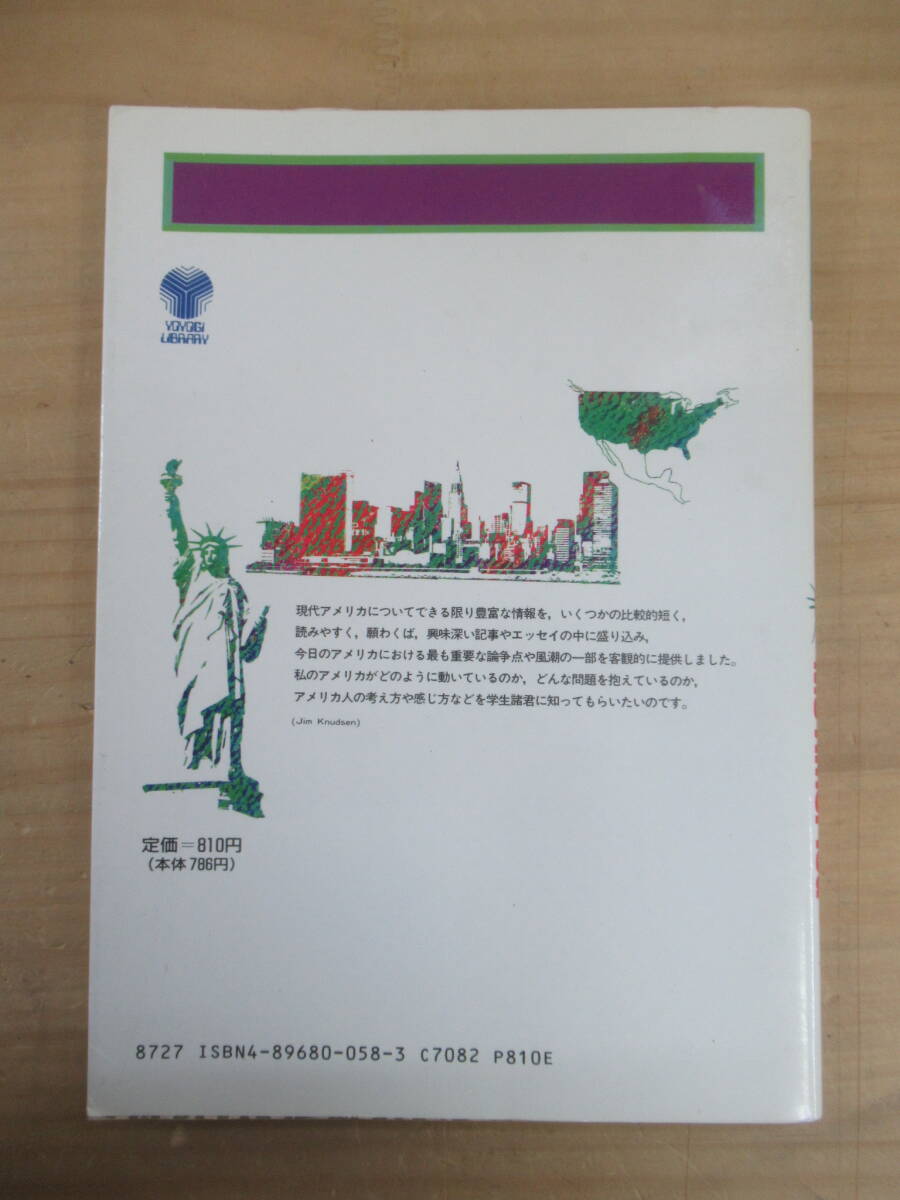 YOYOGI
LIBRARY
現代アメリカについてできる限り豊富な情報を，いくつかの比較的短く，
読みやすく，願わくば，興味深い記事やエッセイの中に盛り込み，
今日のアメリカにおける最も重要な論争点や風潮の一部を客観的に提供しました。
私のアメリカがどのように動いているのか，どんな問題を抱えているのか，
アメリカ人の考え方や感じ方などを学生諸君に知ってもらいたいのです。
(Jim Knudsen)
定価＝810円
(本体786円)
8727 ISBN4-89680-058-3 C7082 P810E